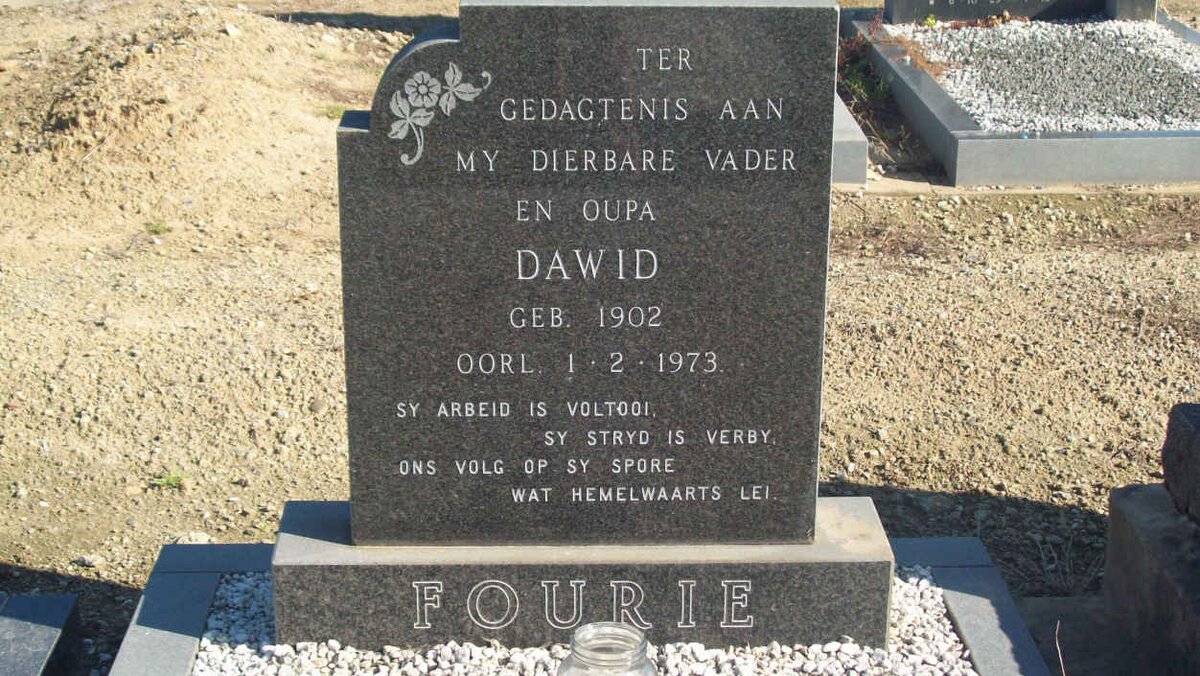 TER
GEDAGTENIS AAN
MY DIERBARE VADER
EN OUPA
DAWID
GEB. 1902
OORL. 1·2·1973.
SY ARBEID IS VOLTOOI,
SY STRYD IS VERBY,
ONS VOLG OP SY SPORE
WAT HEMELWAARTS LEI.
FOURIE